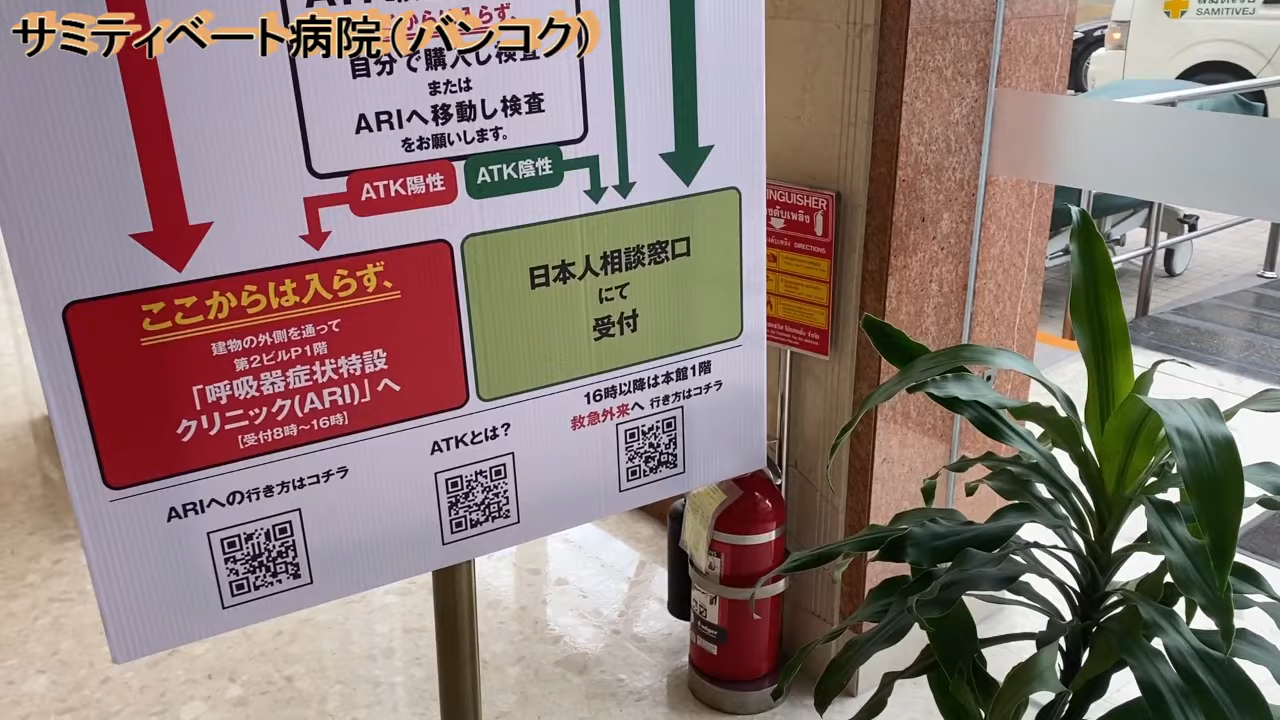 サミティベート病院（バンコク）
からは入らず、
自分で購入し検査
または
ARIへ移動し検査
をお願いします。
ATK陽性
ATK陰性
ここからは入らず、
建物の外側を通って
第2ビルP1階
「呼吸器症状特設
クリニック(ARI)」へ
[受付8時～16時]
日本人相談窓口
にて
受付
16時以降は本館1階
救急外来へ 行き方はコチラ
ATKとは？
ARIへの行き方はコチラ
INGUISHER
DIRECTIONS
SAMITIVEJ